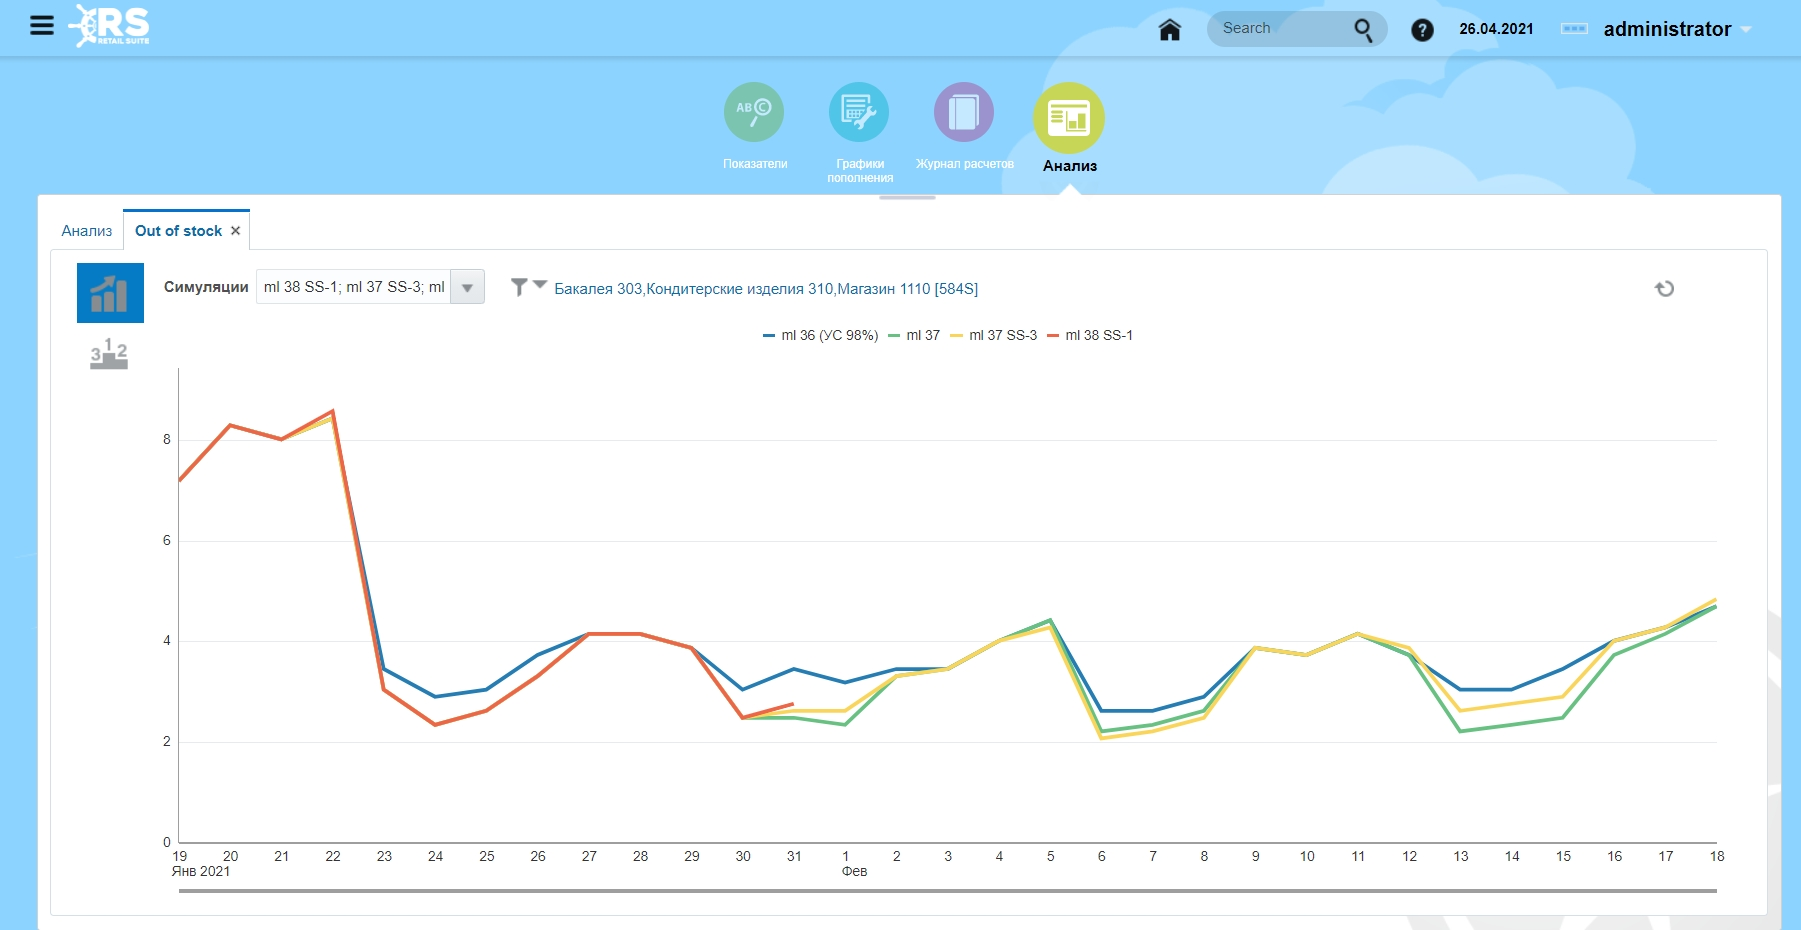 RS
RETAIL SUITE
Search
?
26.04.2021
administrator
ABC
Показатели
Графики
пополнения
Журнал расчетов
Анализ
Анализ
Out of stock ×
Симуляции
ml 38 SS-1; ml 37 SS-3; ml
Бакалея 303,Кондитерские изделия 310,Магазин 1110 [584S]
3 1 2
ml 36 (УС 98%) ml 37 ml 37 SS-3 ml 38 SS-1
8
6
4
2
0
19 20 21 22 23 24 25 26 27 28 29 30 31 1 2 3 4 5 6 7 8 9 10 11 12 13 14 15 16 17 18
Янв 2021 Фев